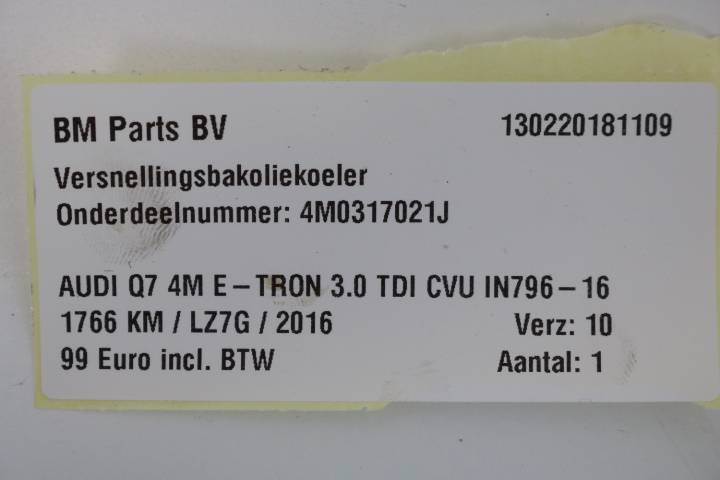 BM Parts BV 130220181109
Versnellingsbakoliekoeler
Onderdeelnummer: 4M0317021J
AUDI Q7 4M E-TRON 3.0 TDI CVU IN796-16
1766 KM / LZ7G / 2016 Verz: 10
99 Euro incl. BTW Aantal: 1